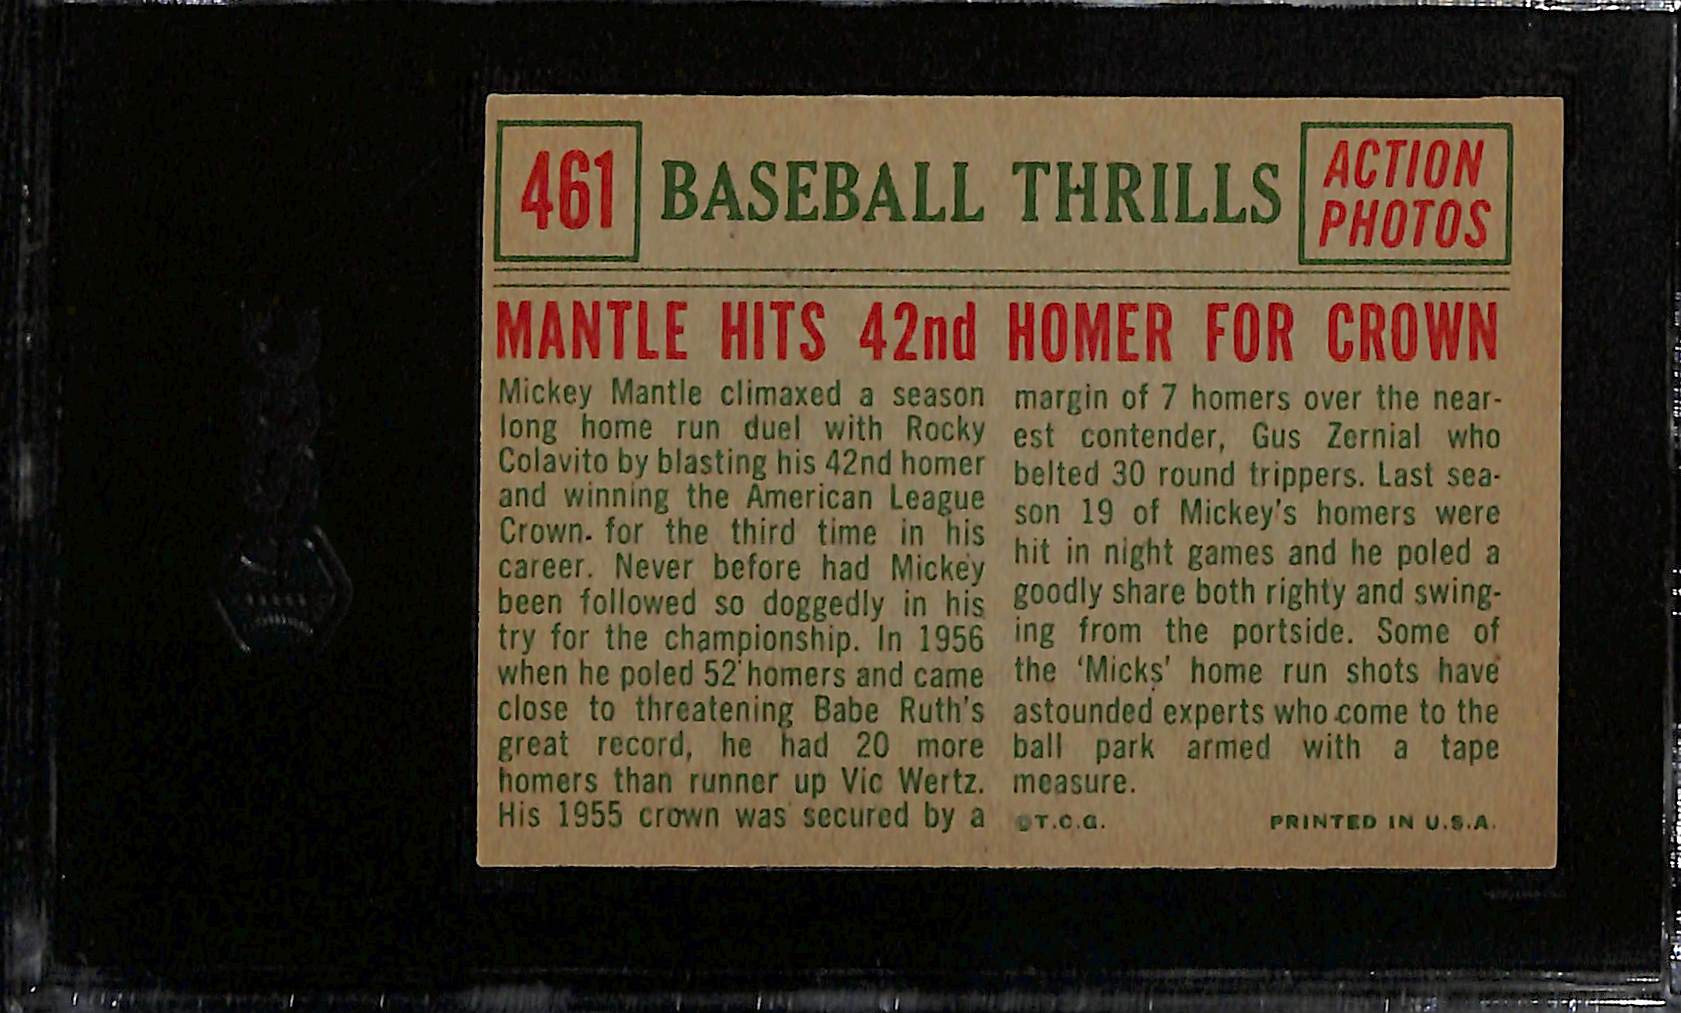 461
BASEBALL THRILLS
ACTION
PHOTOS
MANTLE HITS 42nd HOMER FOR CROWN
Mickey Mantle climaxed a season
long home run duel with Rocky
Colavito by blasting his 42nd homer
and winning the American League
Crown for the third time in his
career. Never before had Mickey
been followed so doggedly in his
try for the championship. In 1956
when he poled 52 homers and came
close to threatening Babe Ruth's
great record, he had 20 more
homers than runner up Vic Wertz.
His 1955 crown was secured by a
margin of 7 homers over the near-
est contender, Gus Zernial who
belted 30 round trippers. Last sea-
son 19 of Mickey's homers were
hit in night games and he poled a
goodly share both righty and swing-
ing from the portside. Some of
the 'Micks' home run shots have
astounded experts who come to the
ball park armed with a tape
measure.
©T.C.G.
PRINTED IN U.S.A.